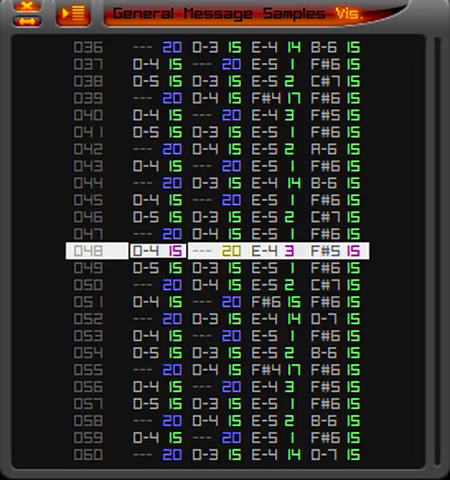 General Message Samples Vis.
036 --- 20 D-3 15 E-4 14 B-6 15
037 D-4 15 --- 20 E-5 1 F#6 15
038 D-5 15 D-3 15 E-5 2 C#7 15
039 --- 20 D-4 15 F#4 17 F#6 15
040 D-4 15 --- 20 E-4 3 F#5 15
041 D-5 15 D-3 15 E-5 1 F#6 15
042 --- 20 D-4 15 E-5 2 A-6 15
043 D-4 15 --- 20 E-5 1 F#6 15
044 --- 20 D-3 15 E-4 14 B-6 15
045 D-4 15 --- 20 E-5 1 F#6 15
046 D-5 15 D-3 15 E-5 2 C#7 15
047 --- 20 D-4 15 E-5 1 F#6 15
048 D-4 15 --- 20 E-4 3 F#5 15
049 D-5 15 D-3 15 E-5 1 F#6 15
050 --- 20 D-4 15 E-5 2 C#7 15
051 D-4 15 --- 20 F#6 15 F#6 15
052 --- 20 D-3 15 E-4 14 D-7 15
053 D-4 15 --- 20 E-5 1 F#6 15
054 D-5 15 D-3 15 E-5 2 B-6 15
055 --- 20 D-4 15 F#4 17 F#6 15
056 D-4 15 --- 20 E-4 3 F#5 15
057 D-5 15 D-3 15 E-5 1 F#6 15
058 --- 20 D-4 15 E-5 2 B-6 15
059 D-4 15 --- 20 E-5 1 F#6 15
060 --- 20 D-3 15 E-4 14 D-7 15